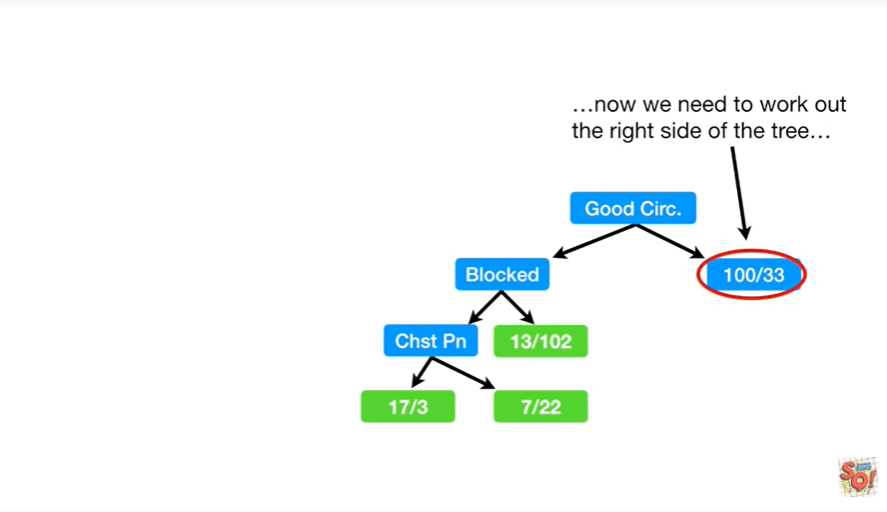 …now we need to work out
the right side of the tree…
Good Circ.
Blocked
100/33
Chst Pn
13/102
17/3
7/22
SQ!